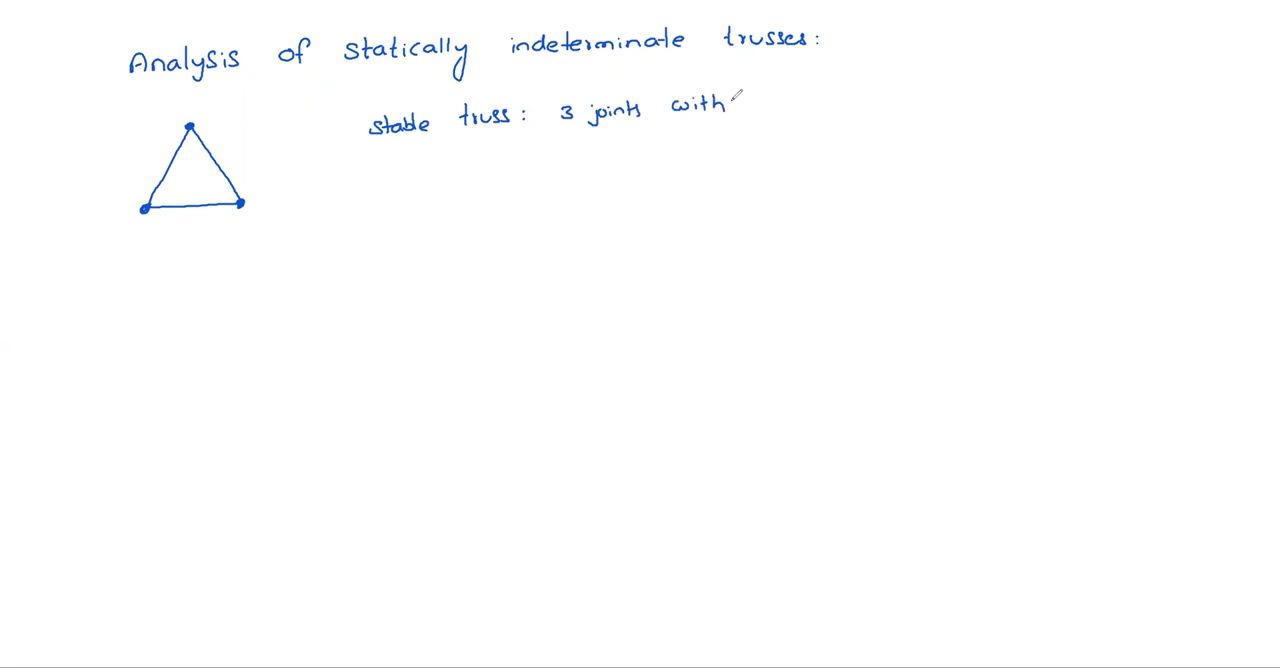 Analysis of statically indeterminate trusses:
stable truss: 3 joints with